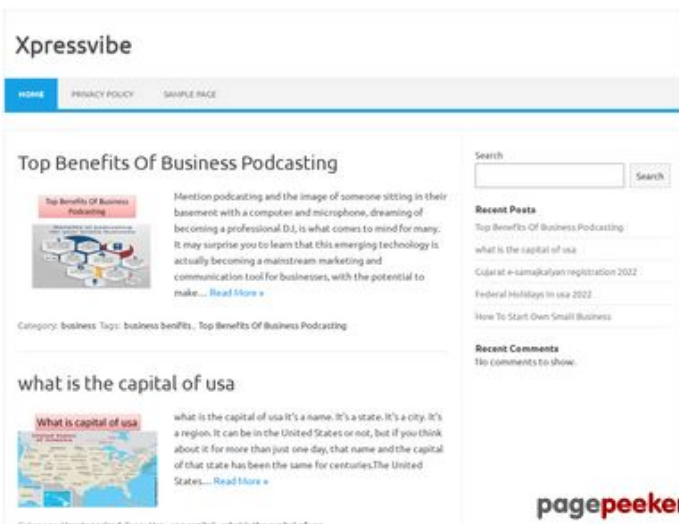 Xpressvibe
HOME PRIVACY POLICY SAMPLE PAGE
Top Benefits Of Business Podcasting
Top Benefits Of Business
Podcasting
Mention podcasting and the image of someone sitting in their
basement with a computer and microphone, dreaming of
becoming a professional DJ, is what comes to mind for many.
It may surprise you to learn that this emerging technology is
actually becoming a mainstream marketing and
communication tool for businesses, with the potential to
make… Read More »
Category: business Tags: business benifits, Top Benefits Of Business Podcasting
what is the capital of usa
What is capital of usa
what is the capital of usa It's a name. It's a state. It's a city. It's
a region. It can be in the United States or not, but if you think
about it for more than just one day, that name and the capital
of that state has been the same for centuries.The United
States… Read More »
Search
Search
Recent Posts
Top Benefits Of Business Podcasting
what is the capital of usa
Gujarat e-samajkalyan registration 2022
Federal Holidays in usa 2022
How To Start Own Small Business
Recent Comments
No comments to show.
pagepeeker